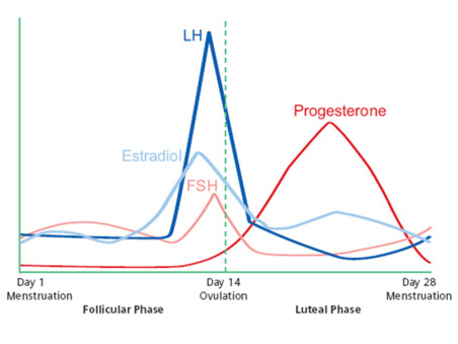 LH
Progesterone
Estradiol
FSH
Day 1
Menstruation
Day 14
Ovulation
Day 28
Menstruation
Follicular Phase
Luteal Phase